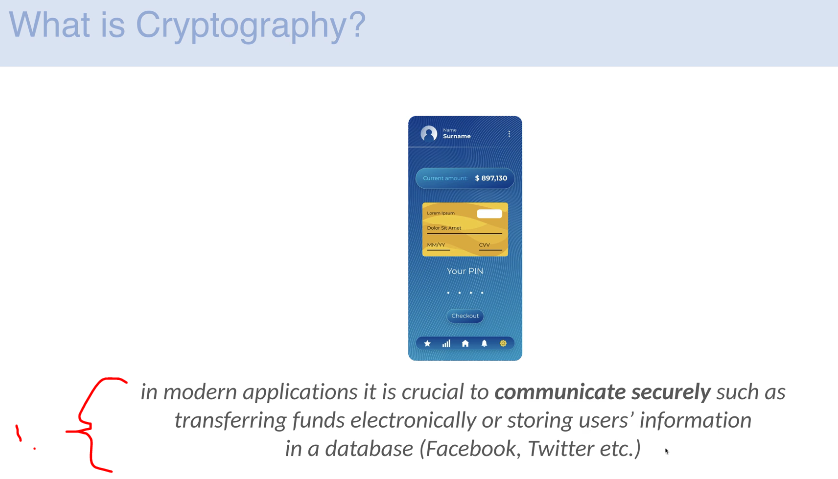 What is Cryptography?
Name
Surname
Current amount $ 897,130
Lorem Ipsum
Dolor Sit Amet
MM/YY CVV
Your PIN
Checkout
in modern applications it is crucial to communicate securely such as
transferring funds electronically or storing users’ information
in a database (Facebook, Twitter etc.)
1.